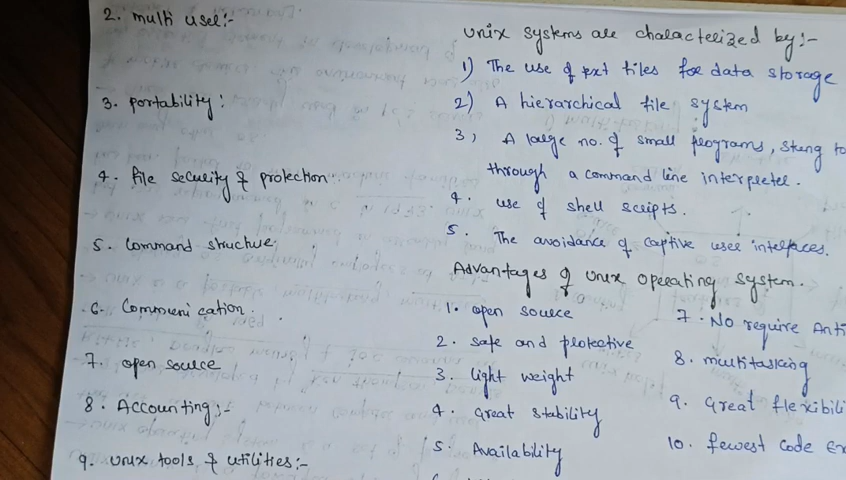 2. multi user:-
3. portability:
4. file security & protection:-
5. command structure:
6. Communication.
7. open source
8. Accounting:-
9. unix tools & utilities:-
unix systems are characterized by:-
1) The use of pxt tiles for data storage
2) A hierarchical file system
3) A large no. of small programs, strung to
through a command line interpreter.
4. use of shell scripts.
5. The avoidance of captive user interfaces.
Advantages of unix operating system.
1. open source
2. safe and protective
3. light weight
4. Great stability
5. Availability
7. No require Anti
8. multitasking
9. Great flexibili
10. fewest code